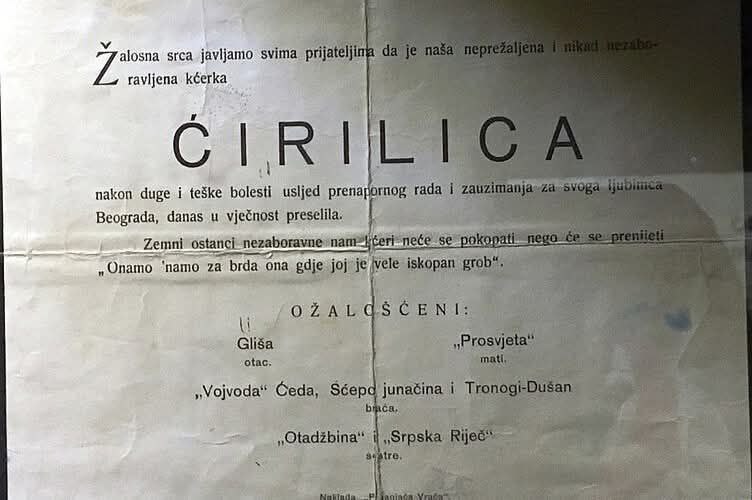 Žalosna srca javljamo svima prijateljima da je naša neprežaljena i nikad nezabo-
ravljena kćerka
ĆIRILICA
nakon duge i teške bolesti usljed prenapornog rada i zauzimanja za svoga ljubimca
Beograda, danas u vječnost preselila.
Zemni ostanci nezaboravne nam kćeri neće se pokopati nego će se prenijeti
„Onamo 'namo za brda ona gdje joj je vele iskopan grob“.
OŽALOŠĆENI:
Gliša „Prosvjeta“
otac. mati.
„Vojvoda“ Ćeda, Śćepo junačina i Tronogi-Dušan
braća.
„Otadžbina“ i „Srpska Riječ“
sestre.
Naklada